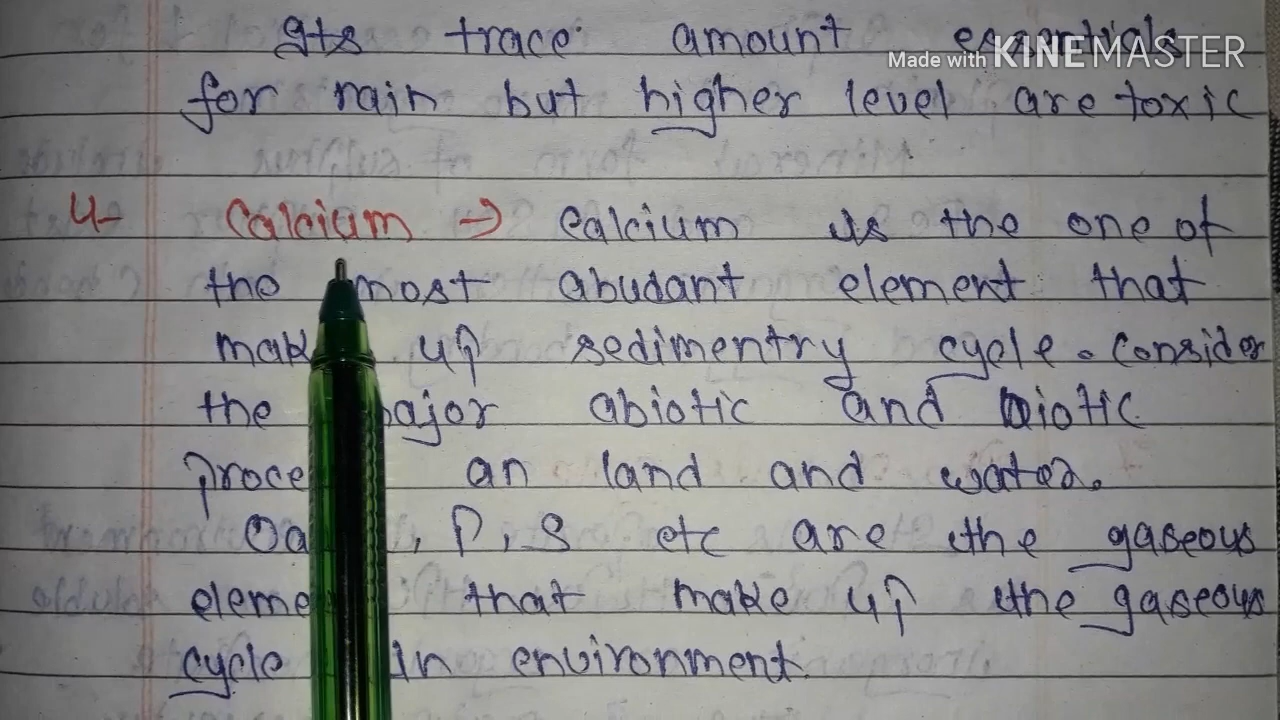 Its trace amount essentials
Made with KINEMASTER
for rain but higher level are toxic
4- Calcium → Calcium is the one of
the most abudant element that
mak up sedimentry cycle. Consider
the ajor abiotic and biotic
proce an land and water.
Oa , P, S etc are the gaseous
eleme that make up the gaseous
cycle in environment.